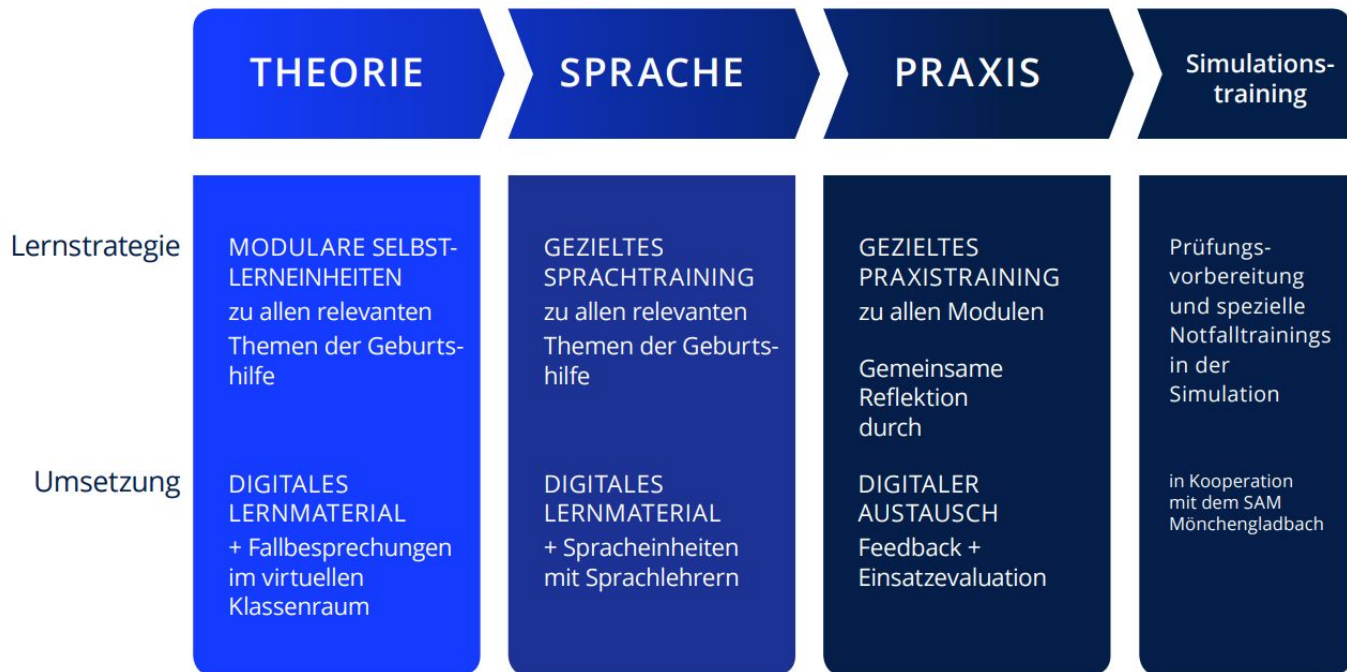 THEORIE
SPRACHE
PRAXIS
Simulations-
training
Lernstrategie
MODULARE SELBST-
LERNEINHEITEN
zu allen relevanten
Themen der Geburts-
hilfe
GEZIELTES
SPRACHTRAINING
zu allen relevanten
Themen der Geburts-
hilfe
GEZIELTES
PRAXISTRAINING
zu allen Modulen
Gemeinsame
Reflektion
durch
Prüfungs-
vorbereitung
und spezielle
Notfalltrainings
in der
Simulation
Umsetzung
DIGITALES
LERNMATERIAL
+ Fallbesprechungen
im virtuellen
Klassenraum
DIGITALES
LERNMATERIAL
+ Spracheinheiten
mit Sprachlehrern
DIGITALER
AUSTAUSCH
Feedback +
Einsatzevaluation
in Kooperation
mit dem SAM
Mönchengladbach